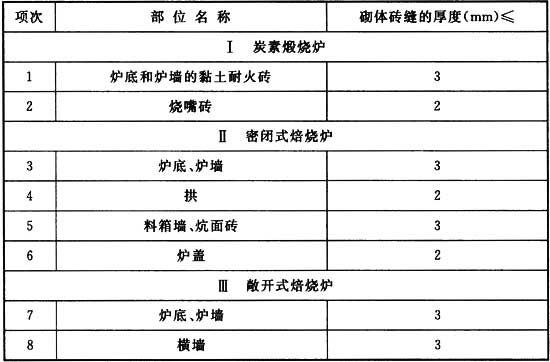 项次 部位名称 砌体砖缝的厚度(mm)≤
Ⅰ 炭素煅烧炉
1 炉底和炉墙的黏土耐火砖 3
2 烧嘴砖 2
Ⅱ 密闭式焙烧炉
3 炉底、炉墙 3
4 拱 2
5 料箱墙、炕面砖 3
6 炉盖 2
Ⅲ 敞开式焙烧炉
7 炉底、炉墙 3
8 横墙 3